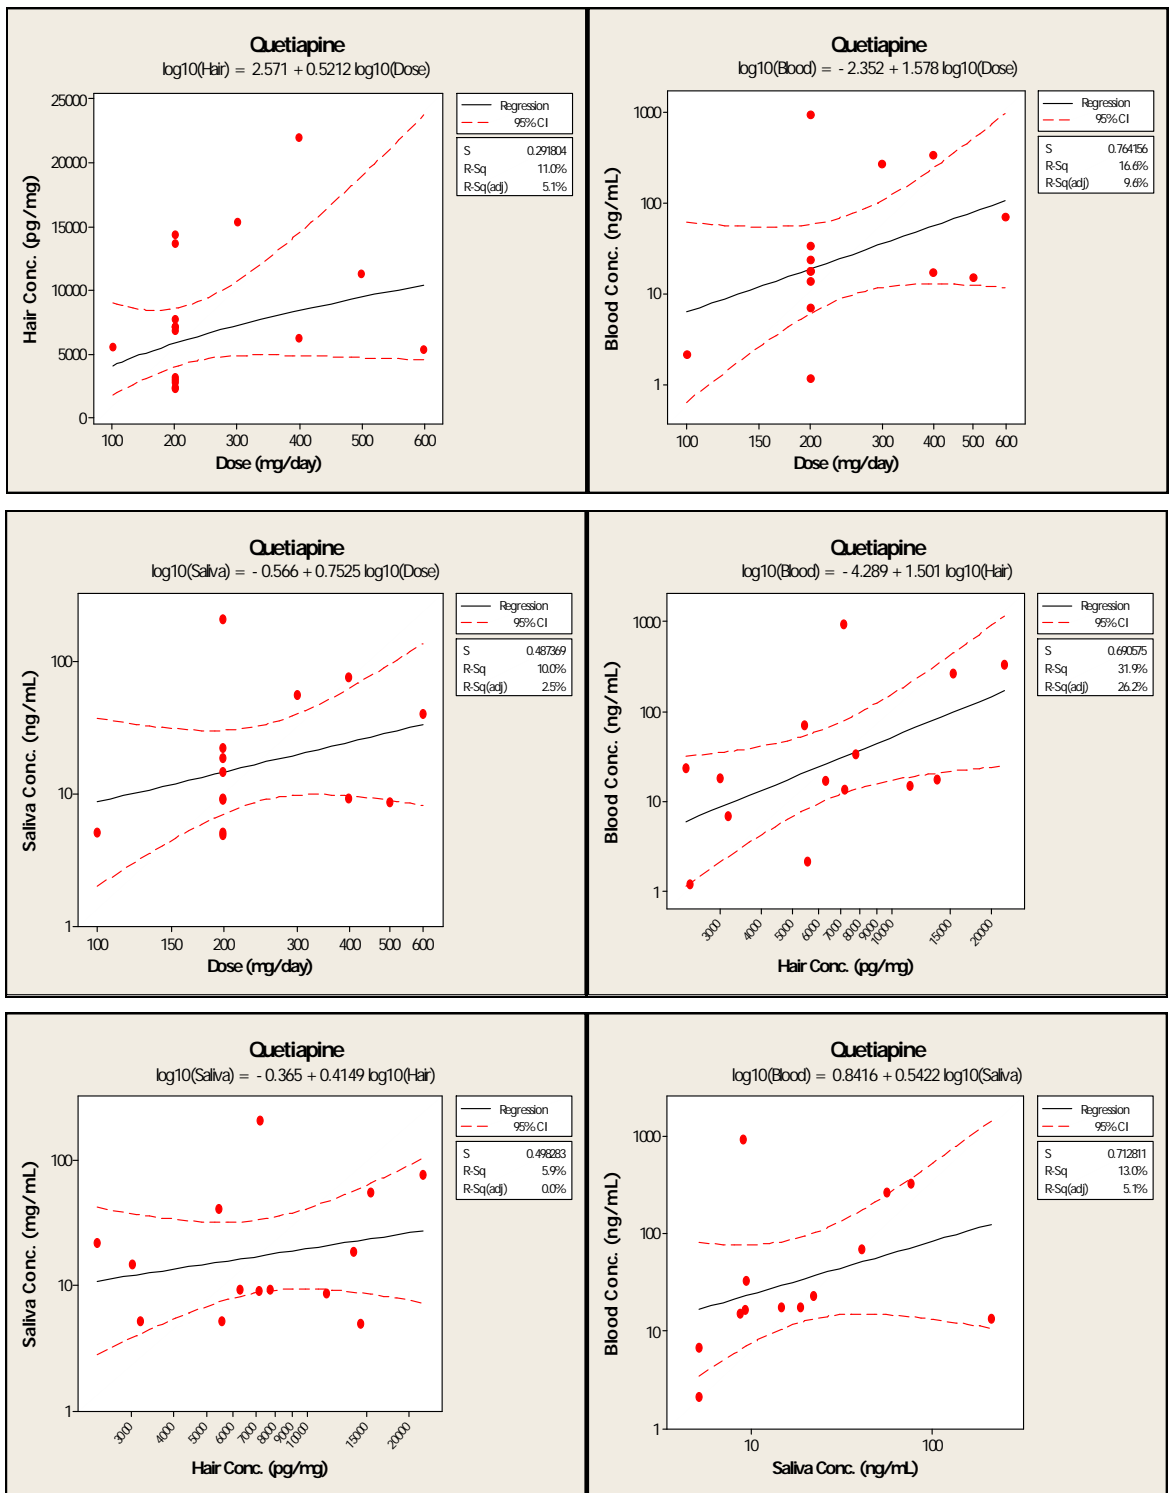 Quetiapine
log10(Hair) = 2.571 + 0.5212 log10(Dose)
25000
20000
15000
10000
5000
0
Hair Conc. (pg/mg)
100 200 300 400 500 600
Dose (mg/day)
Regression
95% CI
S 0.291804
R-Sq 11.0%
R-Sq(adj) 5.1%
Quetiapine
log10(Blood) = - 2.352 + 1.578 log10(Dose)
1000
100
10
1
Blood Conc. (ng/mL)
100 150 200 300 400 500 600
Dose (mg/day)
Regression
95% CI
S 0.764156
R-Sq 16.6%
R-Sq(adj) 9.6%
Quetiapine
log10(Saliva) = - 0.566 + 0.7525 log10(Dose)
100
10
1
Saliva Conc. (ng/mL)
100 150 200 300 400 500 600
Dose (mg/day)
Regression
95% CI
S 0.487369
R-Sq 10.0%
R-Sq(adj) 2.5%
Quetiapine
log10(Blood) = - 4.289 + 1.501 log10(Hair)
1000
100
10
1
Blood Conc. (ng/mL)
3000 4000 5000 6000 7000 8000 9000 10000 15000 20000
Hair Conc. (pg/mg)
Regression
95% CI
S 0.690575
R-Sq 31.9%
R-Sq(adj) 26.2%
Quetiapine
log10(Saliva) = - 0.365 + 0.4149 log10(Hair)
100
10
1
Saliva Conc. (mg/mL)
3000 4000 5000 6000 7000 8000 9000 10000 15000 20000
Hair Conc. (pg/mg)
Regression
95% CI
S 0.498283
R-Sq 5.9%
R-Sq(adj) 0.0%
Quetiapine
log10(Blood) = 0.8416 + 0.5422 log10(Saliva)
1000
100
10
1
Blood Conc. (ng/mL)
10 100
Saliva Conc. (ng/mL)
Regression
95% CI
S 0.712811
R-Sq 13.0%
R-Sq(adj) 5.1%